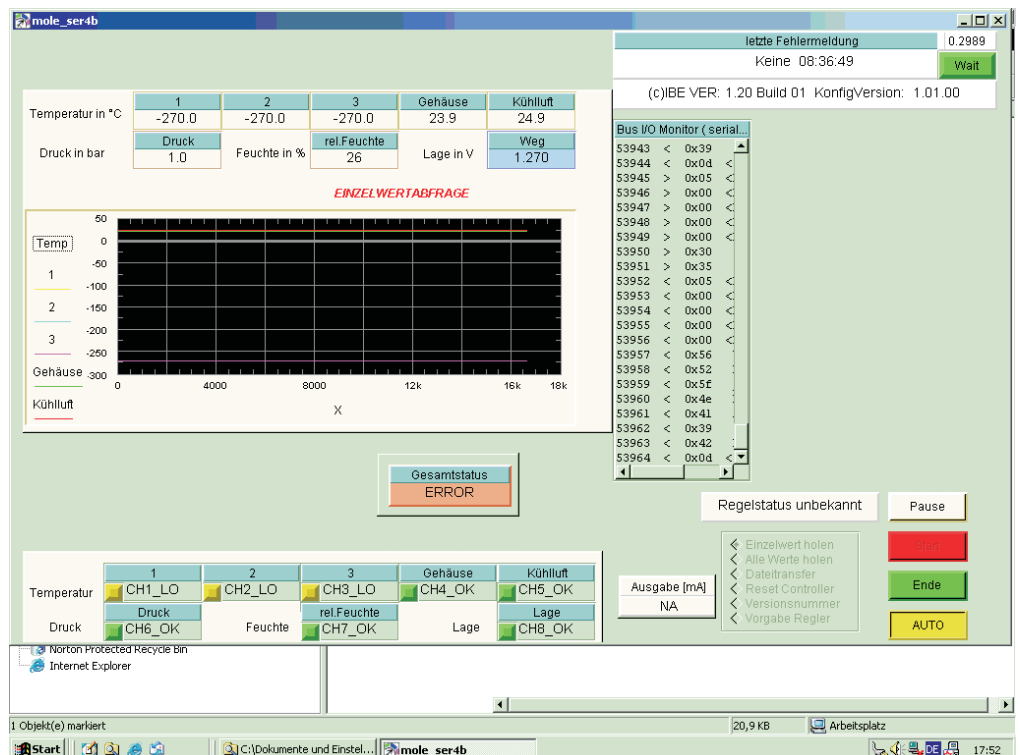 mole_ser4b
letzte Fehlermeldung 0.2989
Keine 08:36:49 Wait
(c)IBE VER: 1.20 Build 01 KonfigVersion: 1.01.00
1 2 3 Gehäuse Kühlluft
Temperatur in °C -270.0 -270.0 -270.0 23.9 24.9
Druck rel.Feuchte Weg
Druck in bar 1.0 Feuchte in % 26 Lage in V 1.270
EINZELWERTABFRAGE
Temp
1
2
3
Gehäuse
Kühlluft
50
0
-50
-100
-150
-200
-250
-300
0 4000 8000 12k 16k 18k
X
Bus I/O Monitor ( serial...
53943 < 0x39
53944 < 0x0d <
53945 > 0x05 <
53946 > 0x00 <
53947 > 0x00 <
53948 > 0x00 <
53949 > 0x00 <
53950 > 0x30
53951 > 0x35
53952 < 0x05 <
53953 < 0x00 <
53954 < 0x00 <
53955 < 0x00 <
53956 < 0x00 <
53957 < 0x56
53958 < 0x52
53959 < 0x5f
53960 < 0x4e
53961 < 0x41
53962 < 0x39
53963 < 0x42
53964 < 0x0d <
Gesamtstatus
ERROR
Regelstatus unbekannt
Pause
Einzelwert holen
Alle Werte holen
Dateitransfer
Reset Controller
Versionsnummer
Vorgabe Regler
Start
Ende
AUTO
Ausgabe [mA]
NA
1 2 3 Gehäuse Kühlluft
Temperatur CH1_LO CH2_LO CH3_LO CH4_OK CH5_OK
Druck rel.Feuchte Lage
Druck CH6_OK Feuchte CH7_OK Lage CH8_OK
Norton Protected Recycle Bin
Internet Explorer
1 Objekt(e) markiert 20,9 KB Arbeitsplatz
Start C:\Dokumente und Einstel... mole_ser4b DE 17:52